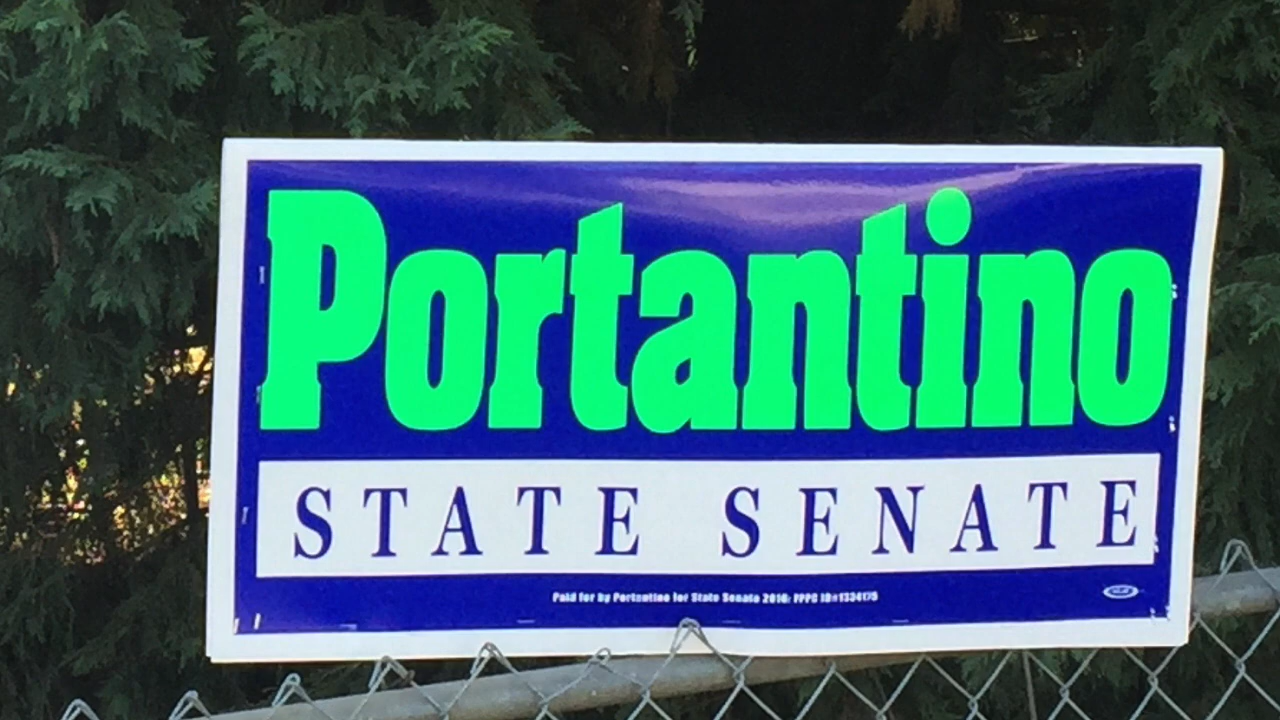 Portantino
STATE SENATE
Paid for by Portantino for State Senate 2016: FPPC ID#1334175